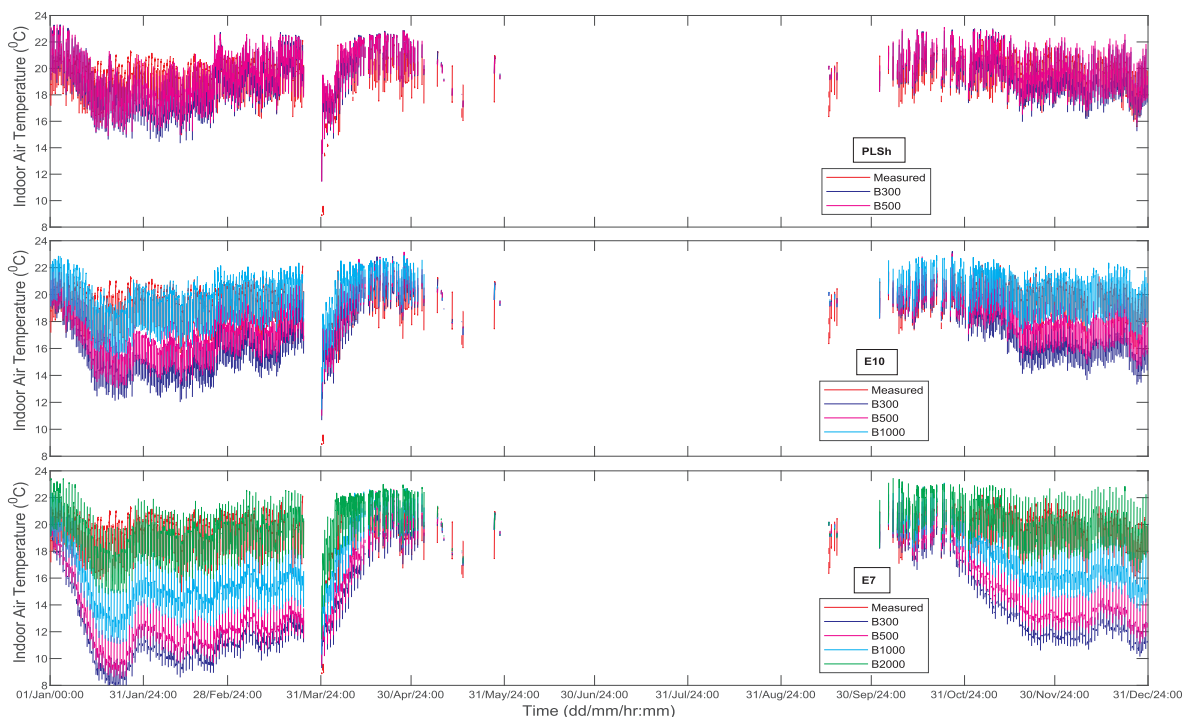 Indoor Air Temperature (⁰C)
24
22
20
18
16
14
12
10
8
PLSh
Measured
B300
B500
Indoor Air Temperature (⁰C)
24
22
20
18
16
14
12
10
8
E10
Measured
B300
B500
B1000
Indoor Air Temperature (⁰C)
24
22
20
18
16
14
12
10
8
E7
Measured
B300
B500
B1000
B2000
01/Jan/00:00 31/Jan/24:00 28/Feb/24:00 31/Mar/24:00 30/Apr/24:00 31/May/24:00 30/Jun/24:00 31/Jul/24:00 31/Aug/24:00 30/Sep/24:00 31/Oct/24:00 30/Nov/24:00 31/Dec/24:00
Time (dd/mm/hr:mm)